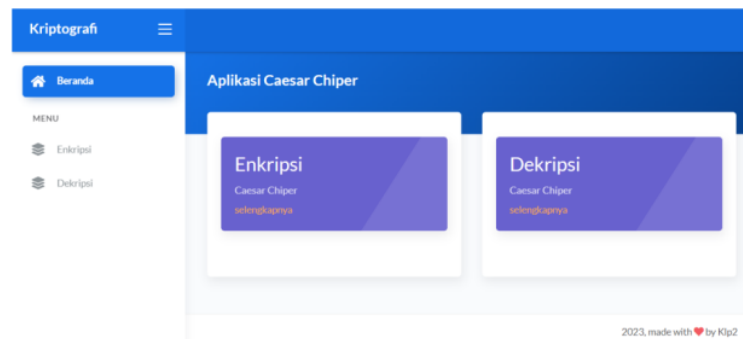 Kriptografi
Beranda
MENU
Enkripsi
Dekripsi
Aplikasi Caesar Chiper
Enkripsi
Caesar Chiper
selengkapnya
Dekripsi
Caesar Chiper
selengkapnya
2023, made with ❤ by Klp2